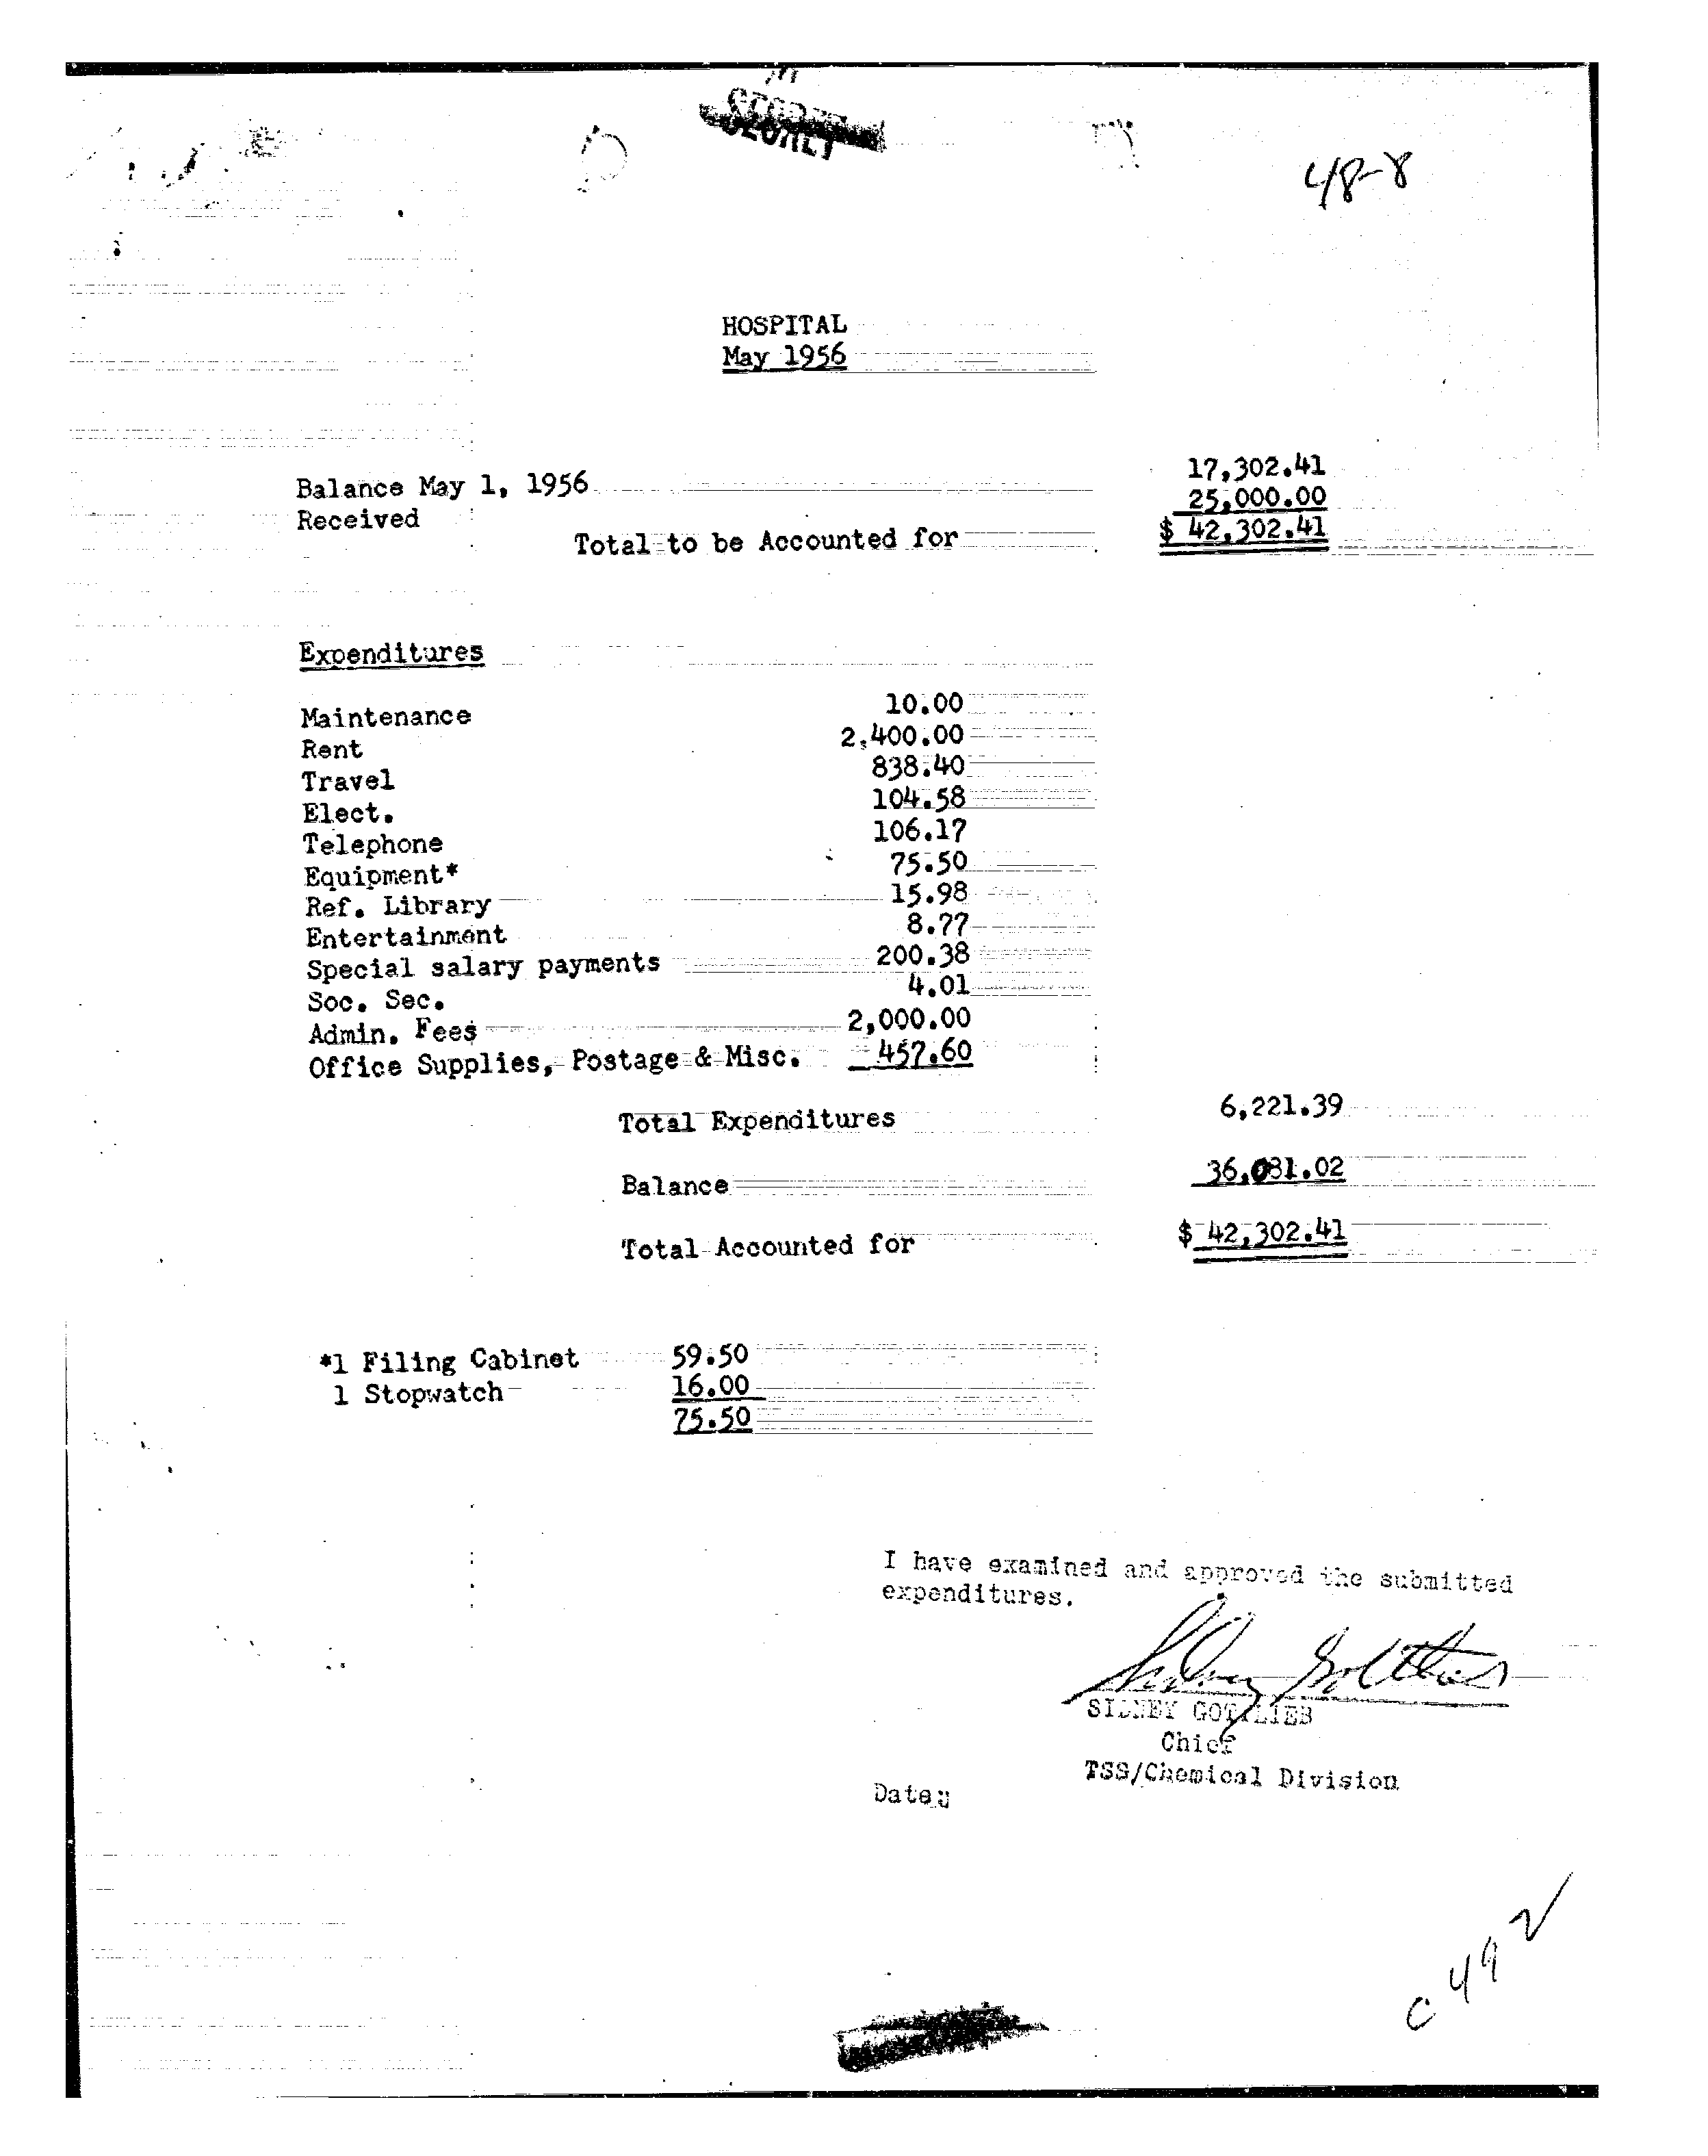 48-8
HOSPITAL
May 1956
Balance May 1, 1956 17,302.41
Received 25,000.00
Total to be Accounted for $ 42,302.41
Expenditures
Maintenance 10.00
Rent 2,400.00
Travel 838.40
Elect. 104.58
Telephone 106.17
Equipment* 75.50
Ref. Library 15.98
Entertainment 8.77
Special salary payments 200.38
Soc. Sec. 4.01
Admin. Fees 2,000.00
Office Supplies, Postage & Misc. 457.60
Total Expenditures 6,221.39
Balance 36,081.02
Total Accounted for $ 42,302.41
*1 Filing Cabinet 59.50
1 Stopwatch 16.00
75.50
I have examined and approved the submitted
expenditures.
Sidney Gottlieb
SIDNEY GOTTLIEB
Chief
TSS/Chemical Division
Date:
C 492